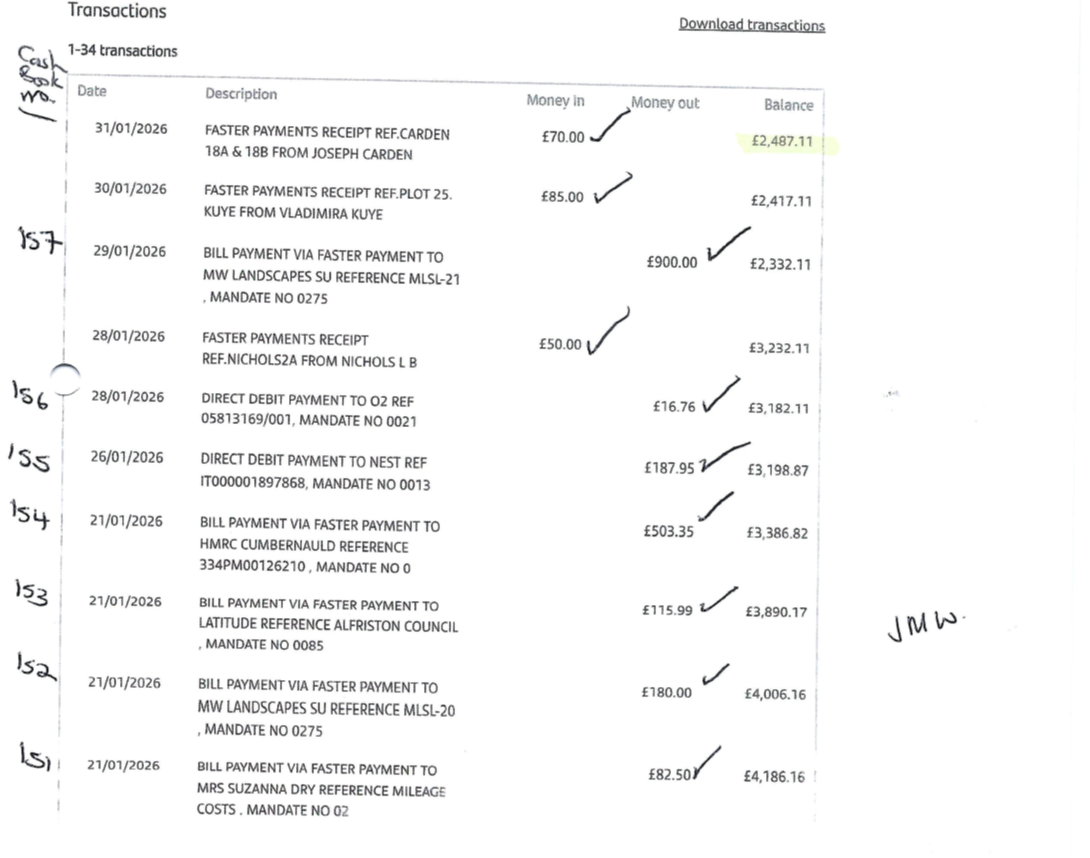 Transactions
Download transactions
1-34 transactions
Cash
Book
no.
Date Description Money in Money out Balance
31/01/2026 FASTER PAYMENTS RECEIPT REF.CARDEN £70.00 £2,487.11
18A & 18B FROM JOSEPH CARDEN
30/01/2026 FASTER PAYMENTS RECEIPT REF.PLOT 25. £85.00 £2,417.11
KUYE FROM VLADIMIRA KUYE
157 29/01/2026 BILL PAYMENT VIA FASTER PAYMENT TO £900.00 £2,332.11
MW LANDSCAPES SU REFERENCE MLSL-21
, MANDATE NO 0275
28/01/2026 FASTER PAYMENTS RECEIPT £50.00 £3,232.11
REF.NICHOLS2A FROM NICHOLS L B
156 28/01/2026 DIRECT DEBIT PAYMENT TO O2 REF £16.76 £3,182.11
05813169/001, MANDATE NO 0021
155 26/01/2026 DIRECT DEBIT PAYMENT TO NEST REF £187.95 £3,198.87
IT000001897868, MANDATE NO 0013
154 21/01/2026 BILL PAYMENT VIA FASTER PAYMENT TO £503.35 £3,386.82
HMRC CUMBERNAULD REFERENCE
334PM00126210 , MANDATE NO 0
153 21/01/2026 BILL PAYMENT VIA FASTER PAYMENT TO £115.99 £3,890.17
LATITUDE REFERENCE ALFRISTON COUNCIL
, MANDATE NO 0085
JMW.
152 21/01/2026 BILL PAYMENT VIA FASTER PAYMENT TO £180.00 £4,006.16
MW LANDSCAPES SU REFERENCE MLSL-20
, MANDATE NO 0275
151 21/01/2026 BILL PAYMENT VIA FASTER PAYMENT TO £82.50 £4,186.16
MRS SUZANNA DRY REFERENCE MILEAGE
COSTS , MANDATE NO 02